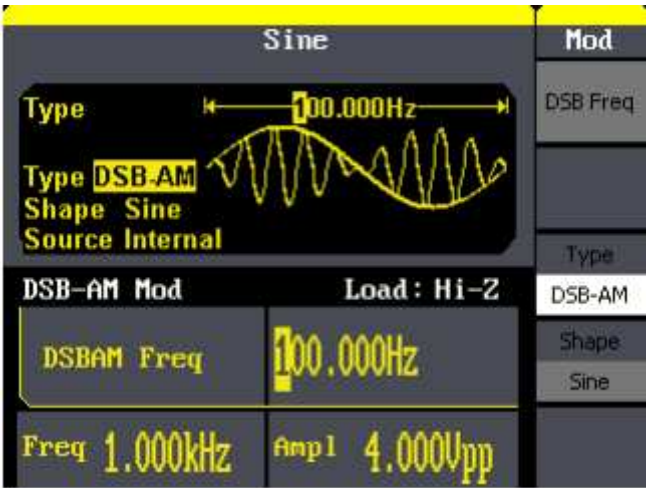 Sine
Mod
Type
100.000Hz
DSB Freq
Type DSB-AM
Shape Sine
Source Internal
Type
DSB-AM Mod
Load: Hi-Z
DSB-AM
DSBAM Freq
100.000Hz
Shape
Sine
Freq 1.000kHz
Ampl 4.000Vpp